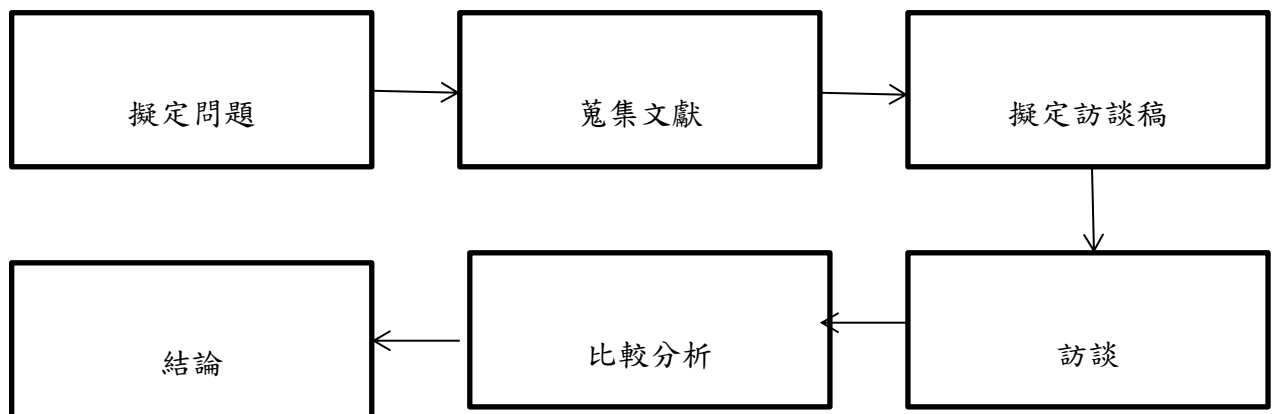 擬定問題
蒐集文獻
擬定訪談稿
訪談
比較分析
結論